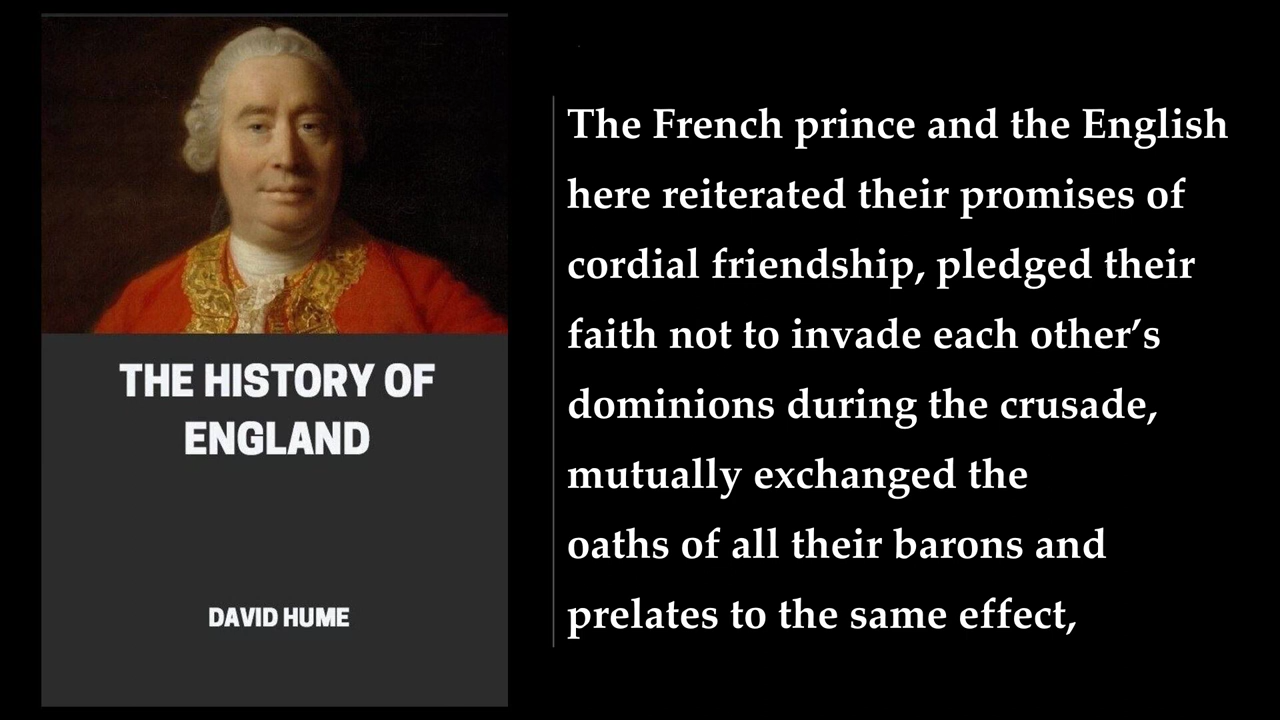 THE HISTORY OF
ENGLAND
DAVID HUME
The French prince and the English
here reiterated their promises of
cordial friendship, pledged their
faith not to invade each other’s
dominions during the crusade,
mutually exchanged the
oaths of all their barons and
prelates to the same effect,